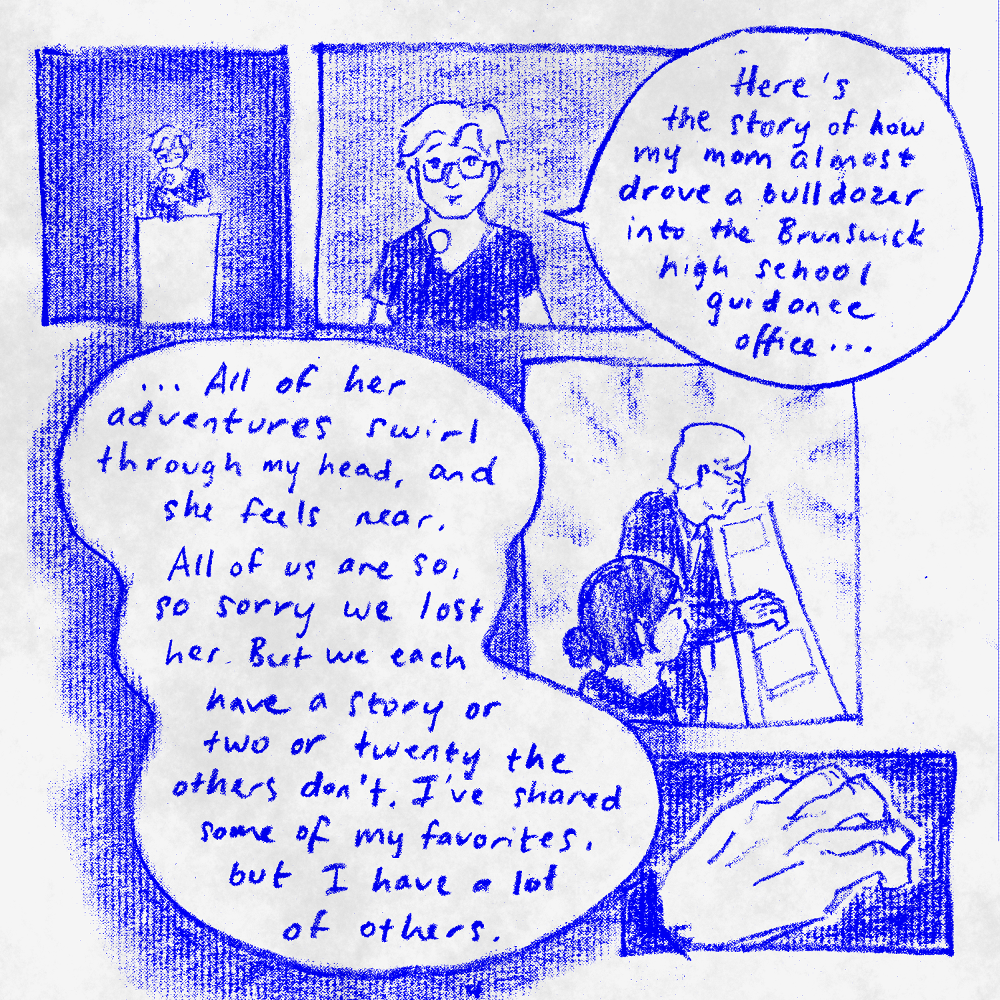 Here's
the story of how
my mom almost
drove a bulldozer
into the Brunswick
high school
guidance
office...
... All of her
adventures swirl
through my head, and
she feels near.
All of us are so,
so sorry we lost
her. But we each
have a story or
two or twenty the
others don't. I've shared
some of my favorites,
but I have a lot
of others.